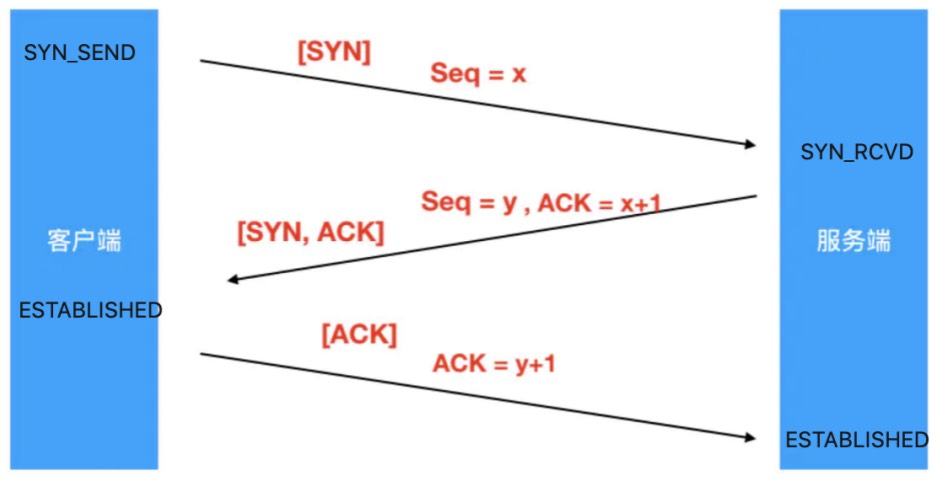 SYN_SEND
[SYN]
Seq = x
SYN_RCVD
Seq = y , ACK = x+1
[SYN, ACK]
客户端
服务端
ESTABLISHED
[ACK]
ACK = y+1
ESTABLISHED